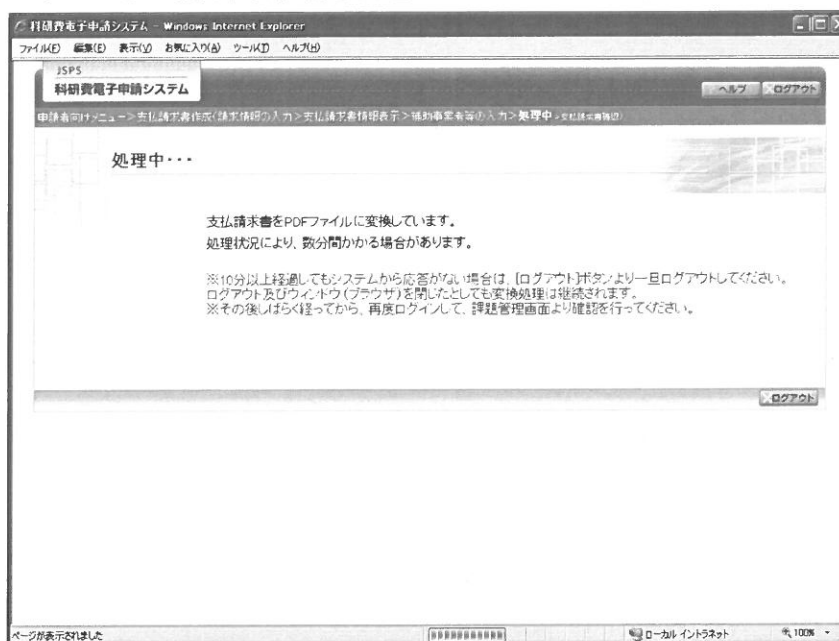 科研費電子申請システム - Windows Internet Explorer
ファイル(F) 編集(E) 表示(V) お気に入り(A) ツール(T) ヘルプ(H)
JSPS
科研費電子申請システム
ヘルプ ログアウト
申請者向けメニュー>支払請求書作成(請求情報の入力>支払請求書情報表示>補助事業者等の入力>処理中>支払請求書確認)
処理中・・・
支払請求書をPDFファイルに変換しています。
処理状況により、数分間かかる場合があります。
※10分以上経過してもシステムから応答がない場合は、[ログアウト]ボタンより一旦ログアウトしてください。
ログアウト及びウィンドウ(ブラウザ)を閉じたとしても変換処理は継続されます。
※その後しばらく経ってから、再度ログインして、課題管理画面より確認を行ってください。
ログアウト
ページが表示されました ローカル イントラネット 100%